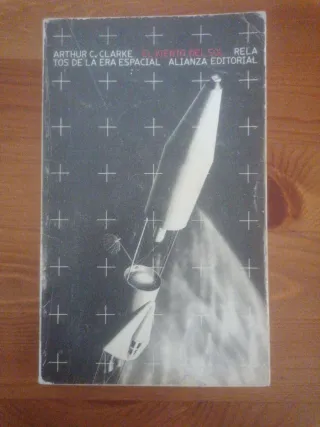 ARTHUR C. CLARKE EL VIENTO DEL SOL RELA
TOS DE LA ERA ESPACIAL ALIANZA EDITORIAL